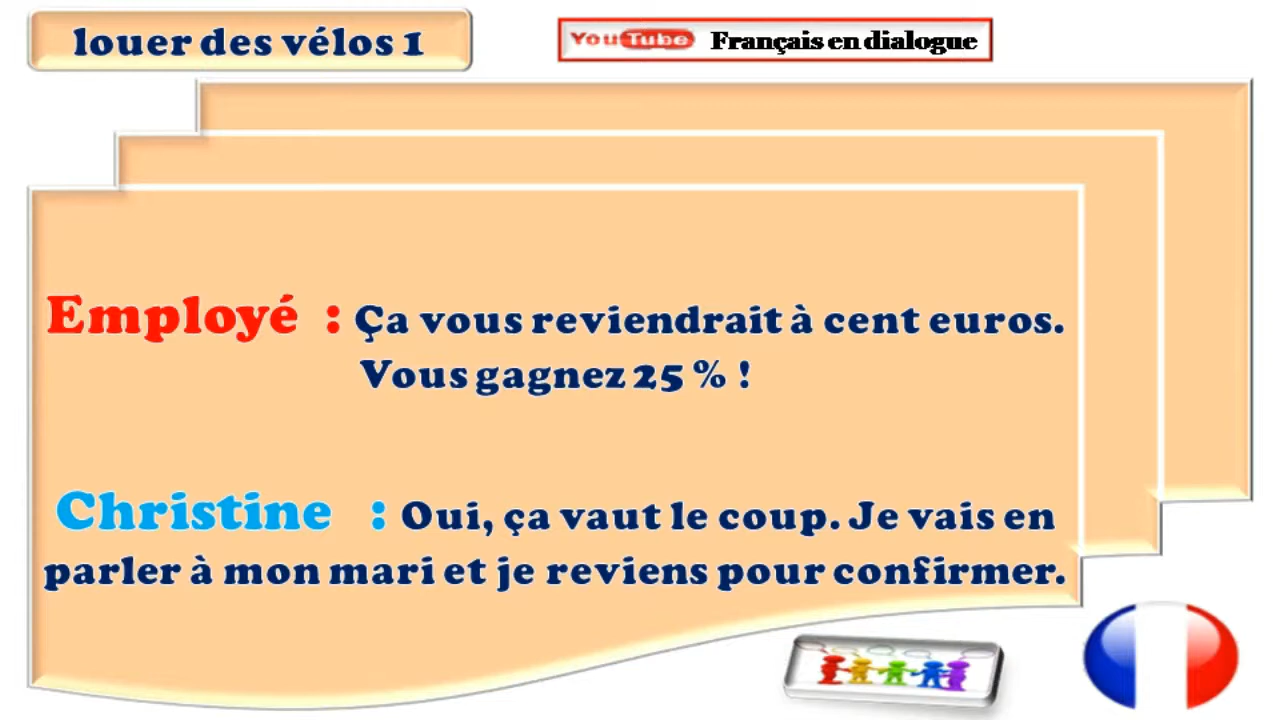 louer des vélos 1
YouTube Français en dialogue
Employé : Ça vous reviendrait à cent euros.
Vous gagnez 25 % !
Christine : Oui, ça vaut le coup. Je vais en
parler à mon mari et je reviens pour confirmer.